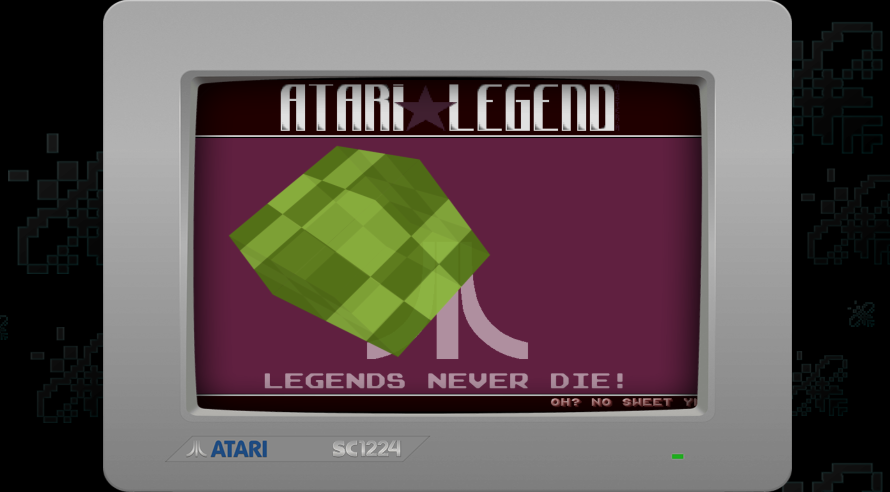 ATARI LEGEND
LEGENDS NEVER DIE!
OH? NO SWEET
ATARI SC1224